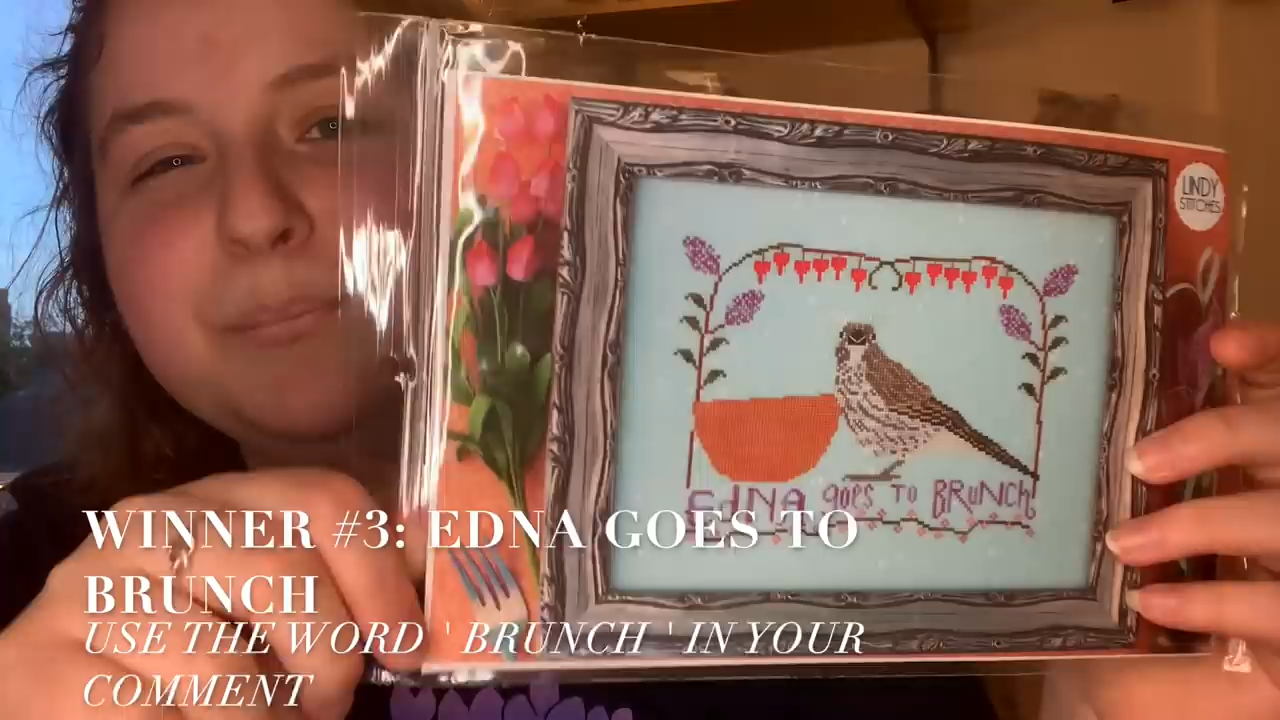 LINDY
STITCHES
EdNA goes TO BRUNCH
WINNER #3: EDNA GOES TO
BRUNCH
USE THE WORD ' BRUNCH ' IN YOUR
COMMENT